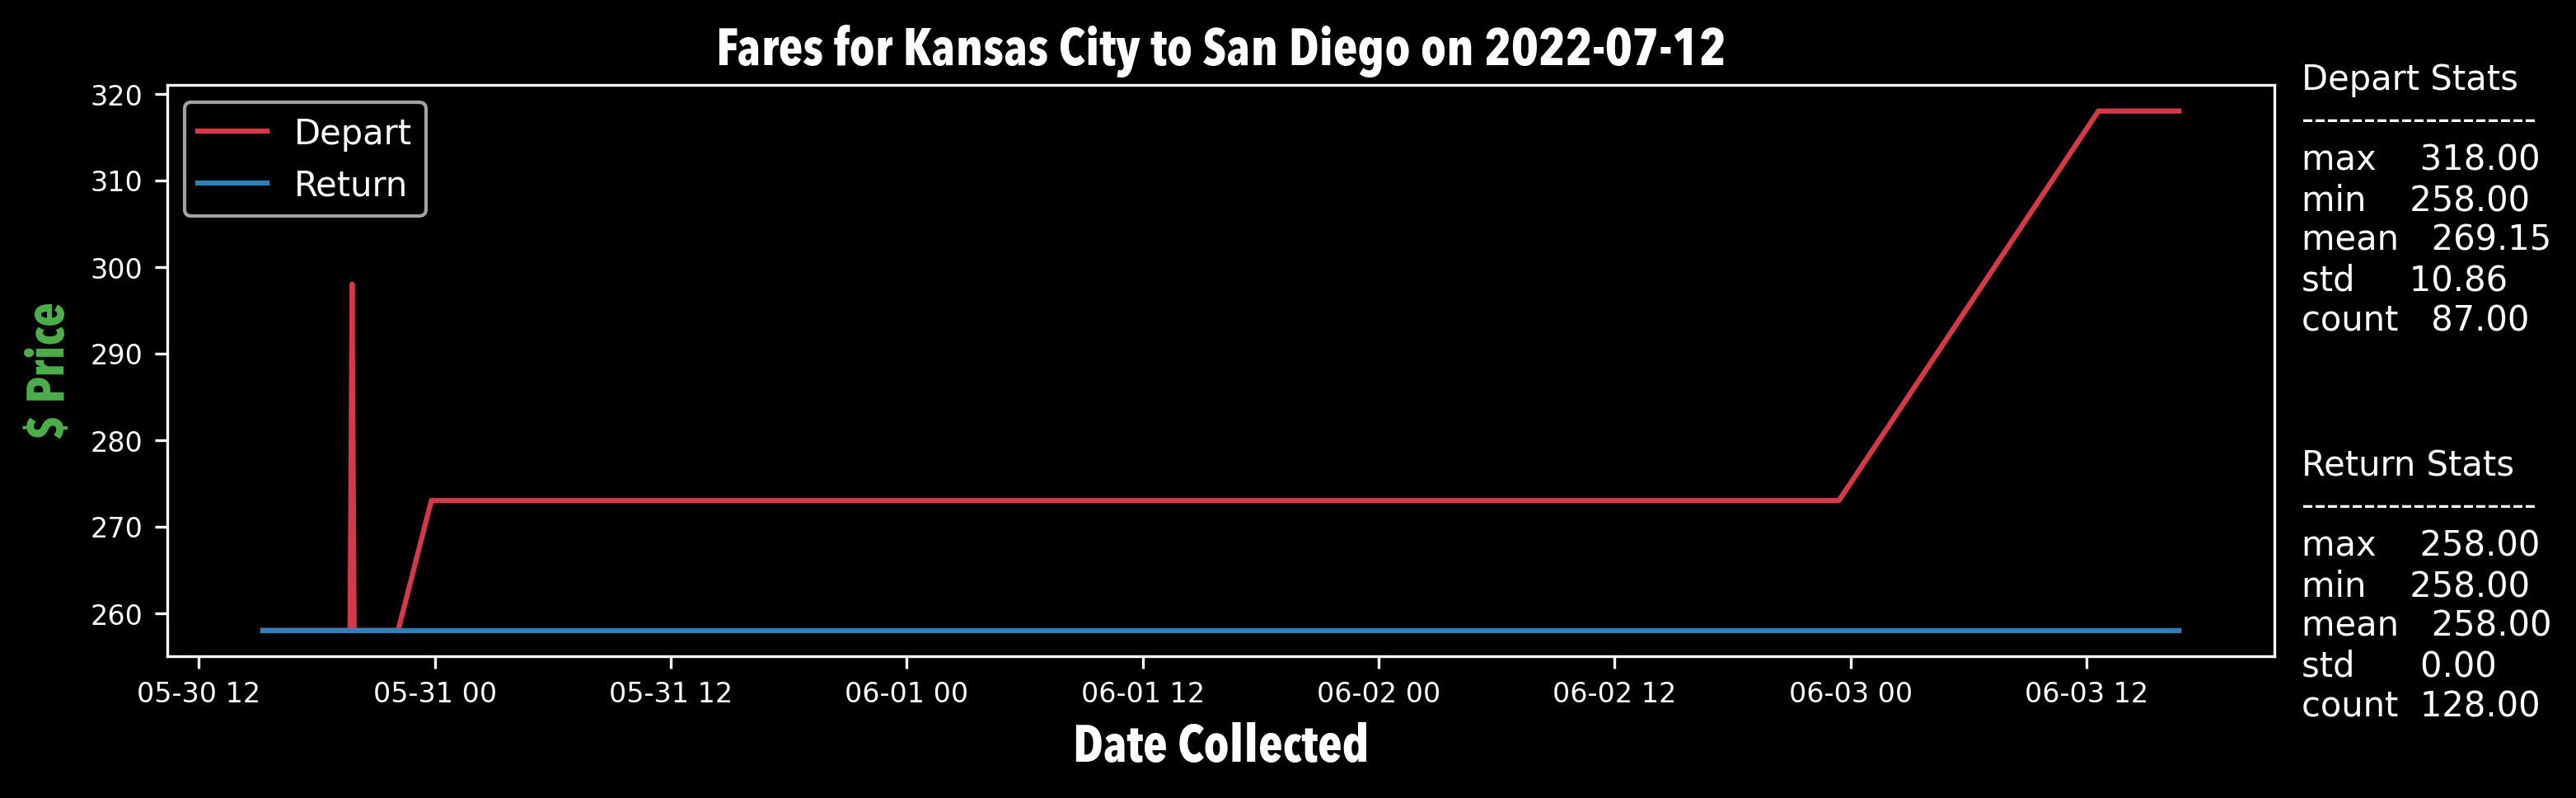 Fares for Kansas City to San Diego on 2022-07-12
320
310
300
290
280
270
260
$ Price
Depart
Return
05-30 12
05-31 00
05-31 12
06-01 00
06-01 12
06-02 00
06-02 12
06-03 00
06-03 12
Date Collected
Depart Stats
-------------------
max 318.00
min 258.00
mean 269.15
std 10.86
count 87.00
Return Stats
-------------------
max 258.00
min 258.00
mean 258.00
std 0.00
count 128.00